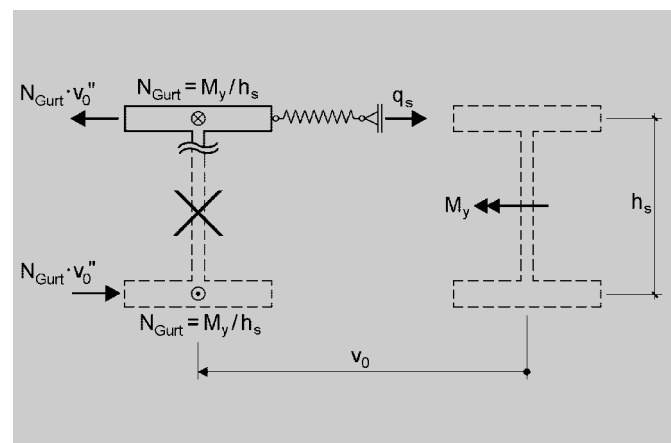 N_Gurt · v_0''
N_Gurt = M_y / h_s
q_s
M_y
h_s
N_Gurt · v_0''
N_Gurt = M_y / h_s
v_0